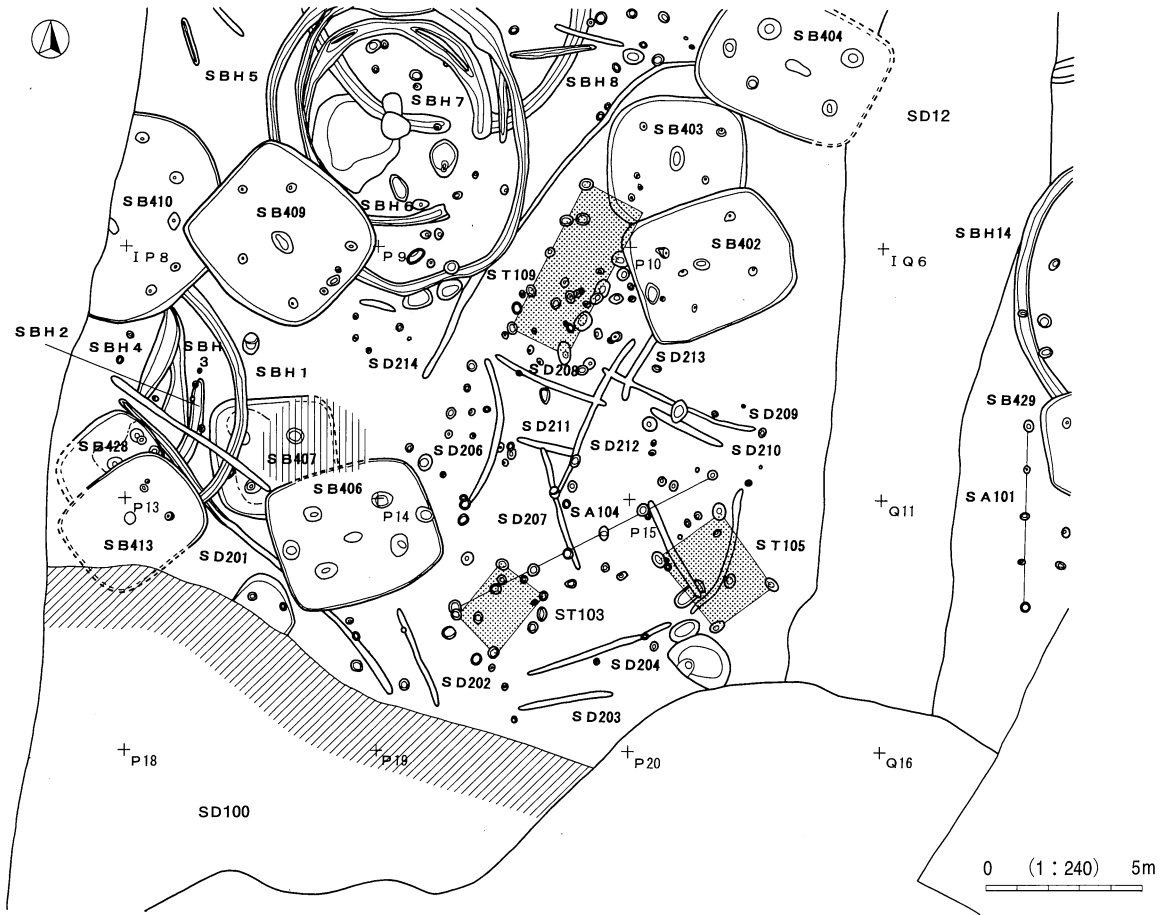 SB404
SBH5
SBH8
SBH7
SD12
SB403
SBH6
SB410
SB409
SB402
SBH14
IP8
P9
P10
IQ6
ST109
SBH2
SBH4
SBH
3
SBH1
SD214
SD208
SD213
SB429
SD209
SD211
SD206
SD212
SD210
SB428
SB407
SB406
P13
P14
SD207
SA104
P15
Q11
SA101
SB413
SD201
ST105
ST103
SD204
SD202
SD203
P18
P19
P20
Q16
SD100
0 (1：240) 5m